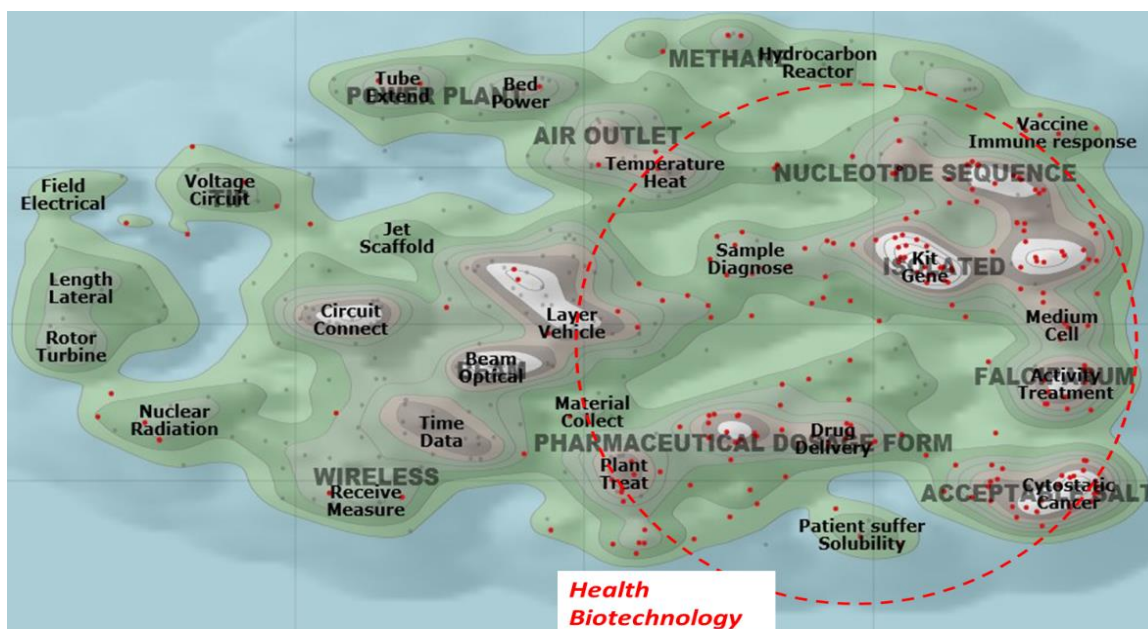 METHANE
Hydrocarbon
Reactor
Tube
Extend
POWER PLANT
Bed
Power
AIR OUTLET
Temperature
Heat
Vaccine
Immune response
NUCLEOTIDE SEQUENCE
Field
Electrical
Voltage
Circuit
Jet
Scaffold
Sample
Diagnose
Kit
Gene
Length
Lateral
Circuit
Connect
Layer
Vehicle
Medium
Cell
Rotor
Turbine
Beam
Optical
Activity
Treatment
Material
Collect
Nuclear
Radiation
Time
Data
PHARMACEUTICAL DOSAGE FORM
Drug
Delivery
WIRELESS
Receive
Measure
Plant
Treat
ACCEPTABLE SALT
Cytostatic
Cancer
Patient suffer
Solubility
Health
Biotechnology